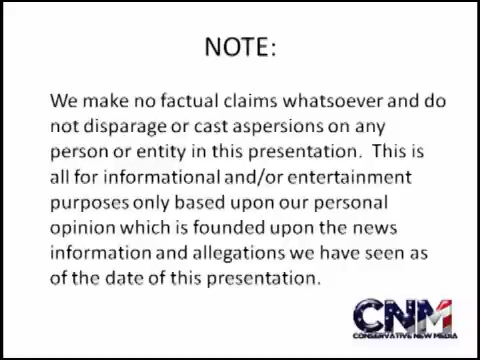 NOTE:
We make no factual claims whatsoever and do
not disparage or cast aspersions on any
person or entity in this presentation.  This is
all for informational and/or entertainment
purposes only based upon our personal
opinion which is founded upon the news
information and allegations we have seen as
of the date of this presentation.
CNM
CONSERVATIVE NEW MEDIA